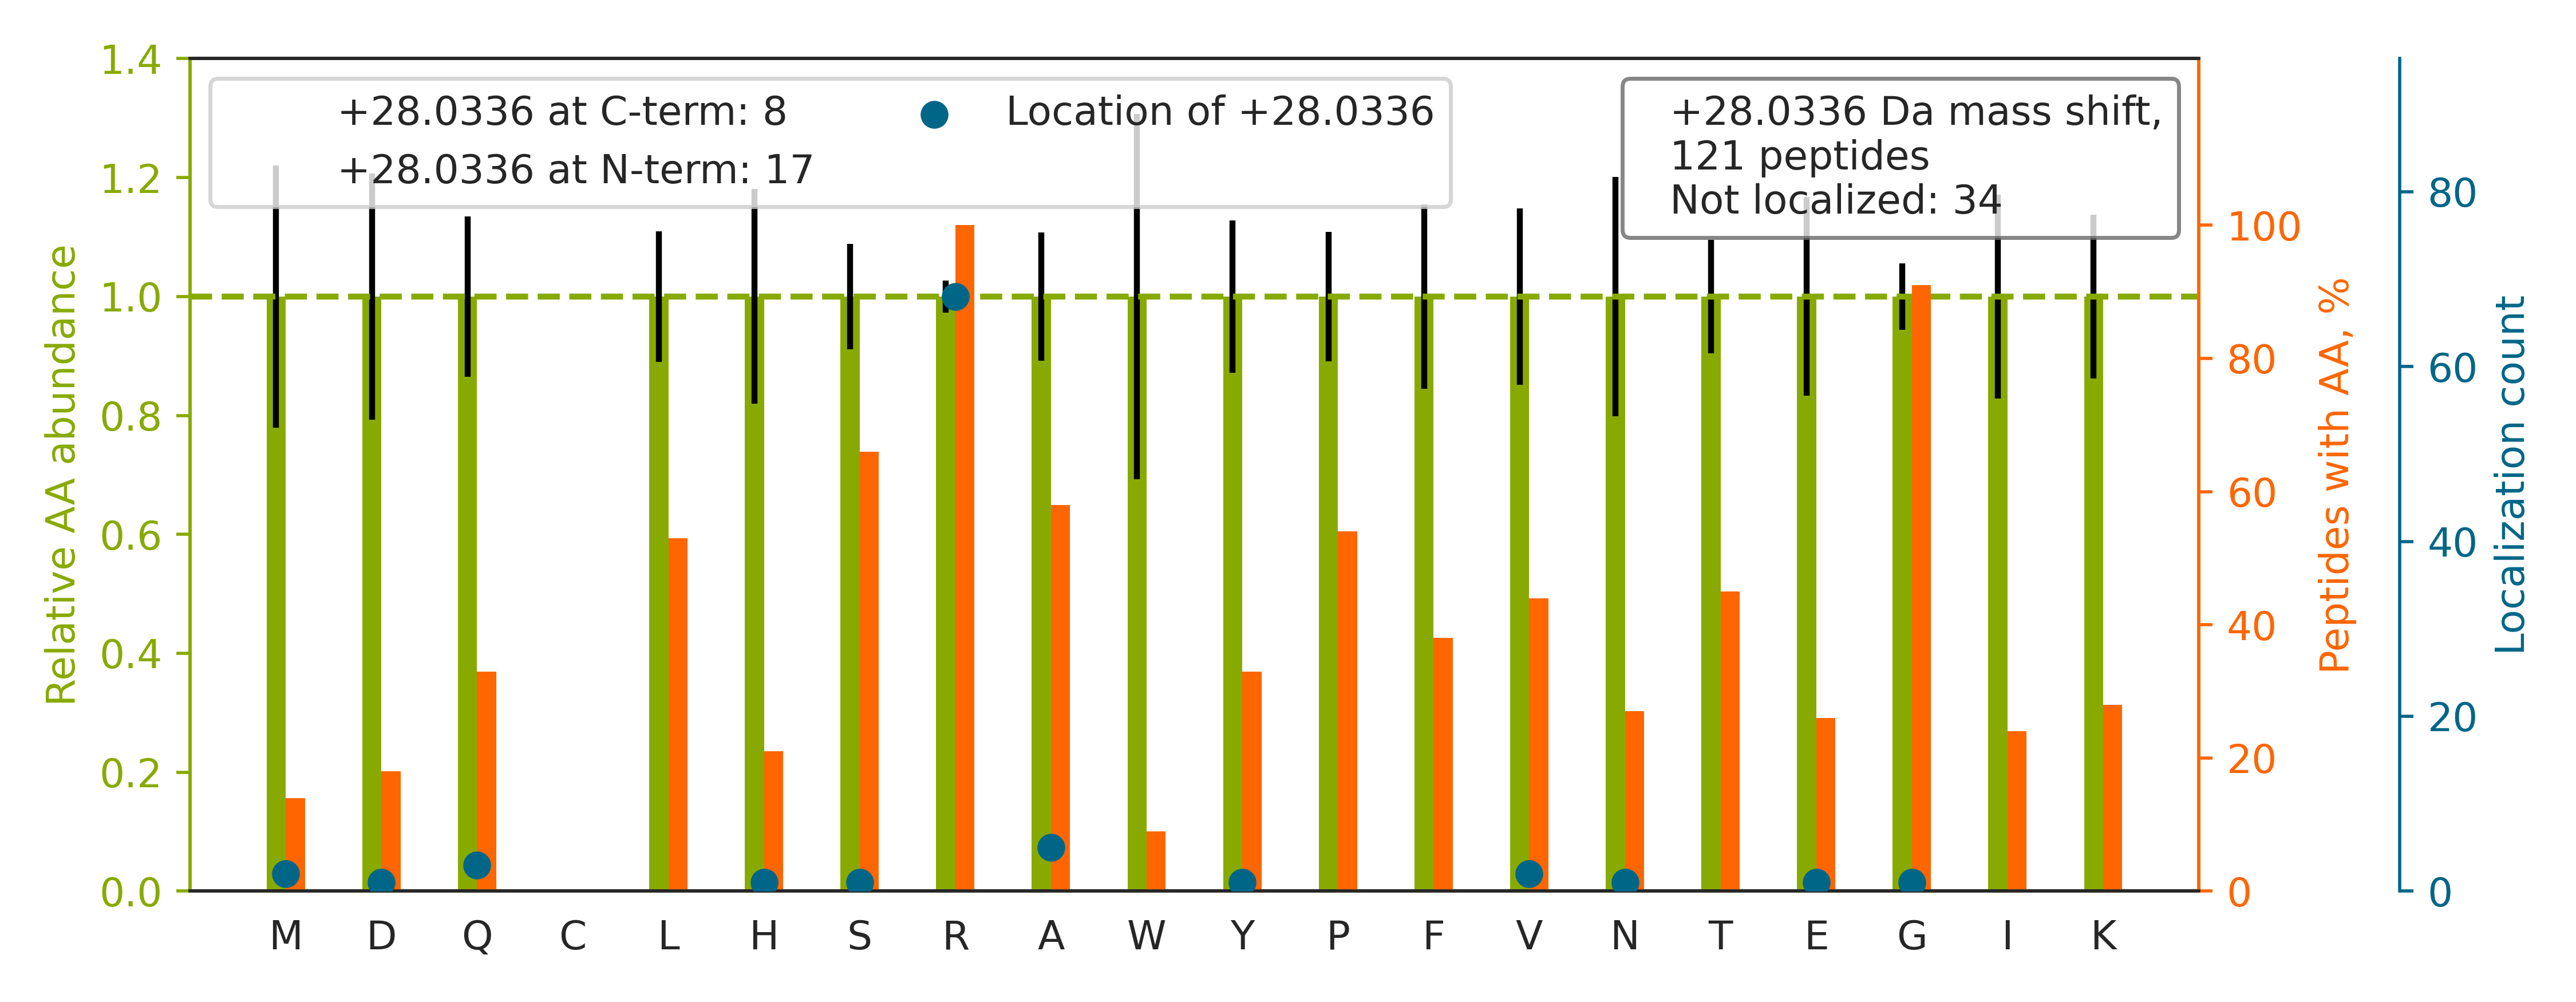 +28.0336 at C-term: 8
+28.0336 at N-term: 17
Location of +28.0336
+28.0336 Da mass shift,
121 peptides
Not localized: 34
Relative AA abundance
1.4
1.2
1.0
0.8
0.6
0.4
0.2
0.0
M D Q C L H S R A W Y P F V N T E G I K
100
80
60
40
20
0
Peptides with AA, %
80
60
40
20
0
Localization count